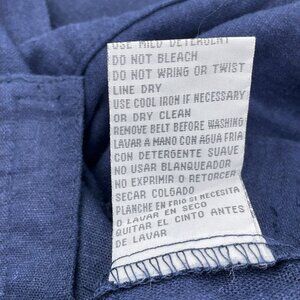 USE MILD DETERGENT
DO NOT BLEACH
DO NOT WRING OR TWIST
LINE DRY
USE COOL IRON IF NECESSARY
OR DRY CLEAN
REMOVE BELT BEFORE WASHING
LAVAR A MANO CON AGUA FRIA
CON DETERGENTE SUAVE
NO USAR BLANQUEADOR
NO EXPRIMIR O RETORCER
SECAR COLGADO
PLANCHE EN FRIO SI NECESITA
O LAVAR EN SECO
QUITAR EL CINTO ANTES
DE LAVAR